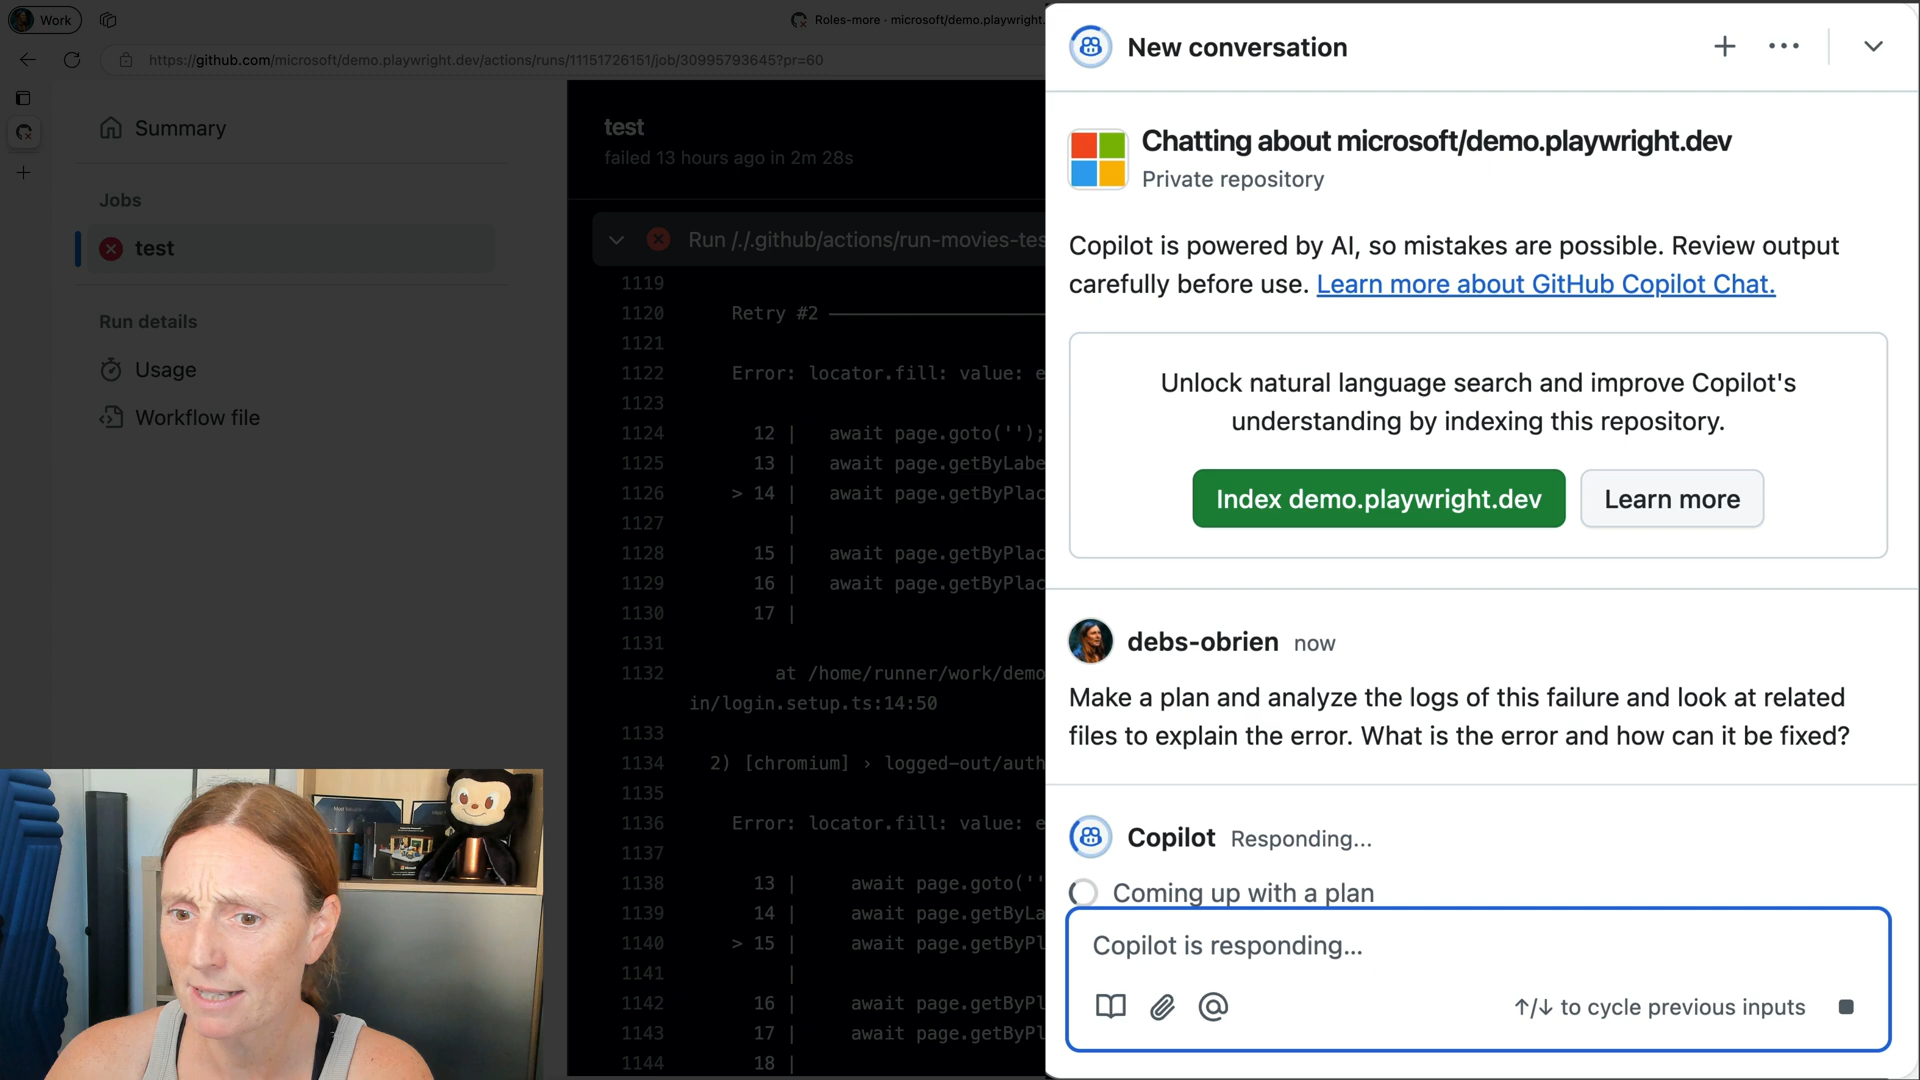 Work
Roles-more · microsoft/demo.playwright.
https://github.com/microsoft/demo.playwright.dev/actions/runs/11151726151/job/30995793645?pr=60
Summary
Jobs
test
Run details
Usage
Workflow file
test
failed 13 hours ago in 2m 28s
Run /./.github/actions/run-movies-tes
1119
1120 Retry #2
1121
1122 Error: locator.fill: value: e
1123
1124 12 | await page.goto('');
1125 13 | await page.getByLabe
1126 > 14 | await page.getByPlac
1127 |
1128 15 | await page.getByPlac
1129 16 | await page.getByPlac
1130 17 |
1131
1132 at /home/runner/work/demo
in/login.setup.ts:14:50
1133
1134 2) [chromium] › logged-out/auth
1135
1136 Error: locator.fill: value: e
1137
1138 13 | await page.goto(''
1139 14 | await page.getByLa
1140 > 15 | await page.getByPl
1141 |
1142 16 | await page.getByPl
1143 17 | await page.getByPl
1144 18 |
New conversation
Chatting about microsoft/demo.playwright.dev
Private repository
Copilot is powered by AI, so mistakes are possible. Review output
carefully before use. Learn more about GitHub Copilot Chat.
Unlock natural language search and improve Copilot's
understanding by indexing this repository.
Index demo.playwright.dev
Learn more
debs-obrien now
Make a plan and analyze the logs of this failure and look at related
files to explain the error. What is the error and how can it be fixed?
Copilot Responding...
Coming up with a plan
Copilot is responding...
↑/↓ to cycle previous inputs